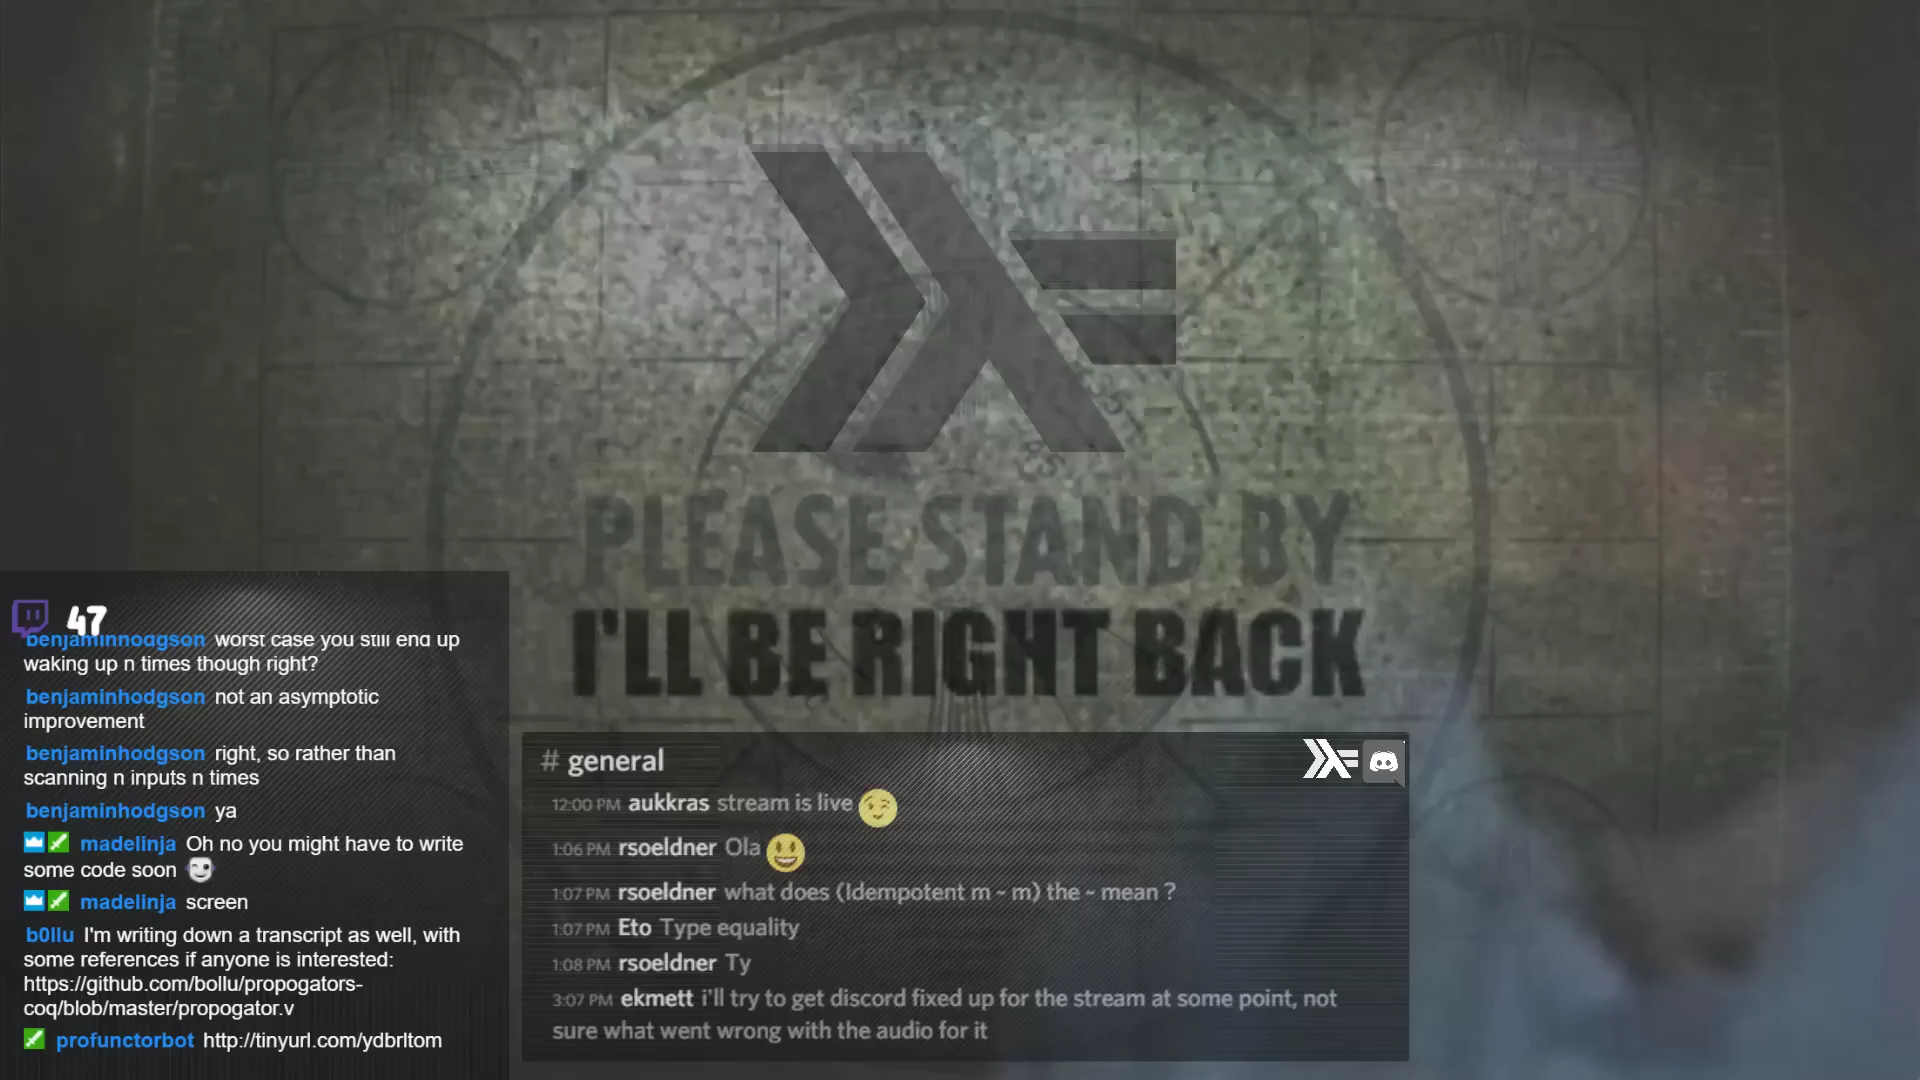 PLEASE STAND BY
I'LL BE RIGHT BACK
47
benjaminhodgson worst case you still end up
waking up n times though right?
benjaminhodgson not an asymptotic
improvement
benjaminhodgson right, so rather than
scanning n inputs n times
benjaminhodgson ya
madelinja Oh no you might have to write
some code soon
madelinja screen
b0llu I'm writing down a transcript as well, with
some references if anyone is interested:
https://github.com/bollu/propogators-
coq/blob/master/propogator.v
profunctorbot http://tinyurl.com/ydbrltom
# general
12:00 PM aukkras stream is live
1:06 PM rsoeldner Ola
1:07 PM rsoeldner what does (Idempotent m ~ m) the ~ mean ?
1:07 PM Eto Type equality
1:08 PM rsoeldner Ty
3:07 PM ekmett i'll try to get discord fixed up for the stream at some point, not
sure what went wrong with the audio for it